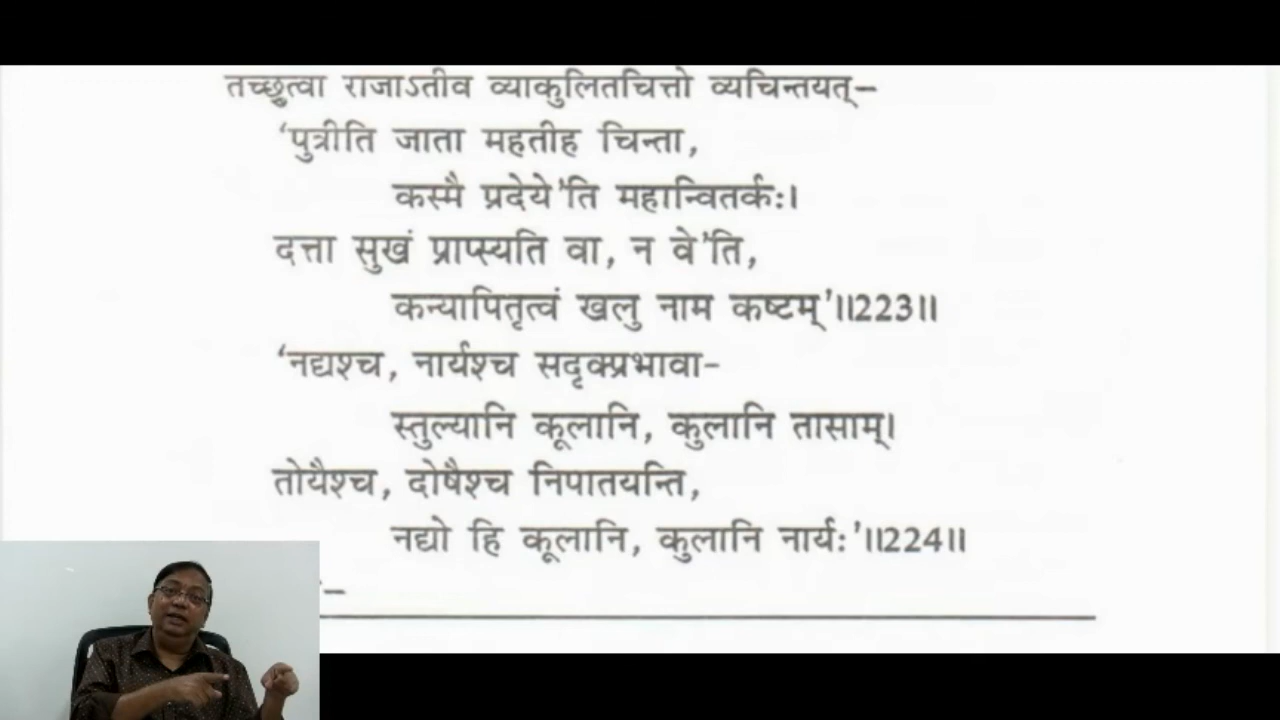 तच्छ्रुत्वा राजाऽतीव व्याकुलितचित्तो व्यचिन्तयत्–
‘पुत्रीति जाता महतीह चिन्ता,
कस्मै प्रदेये’ति महान्वितर्कः।
दत्ता सुखं प्राप्स्यति वा, न वे’ति,
कन्यापितृत्वं खलु नाम कष्टम्’।।223।।
‘नद्यश्च, नार्यश्च सदृक्प्रभावा-
स्तुल्यानि कूलानि, कुलानि तासाम्।
तोयैश्च, दोषैश्च निपातयन्ति,
नद्यो हि कूलानि, कुलानि नार्यः’।।224।।